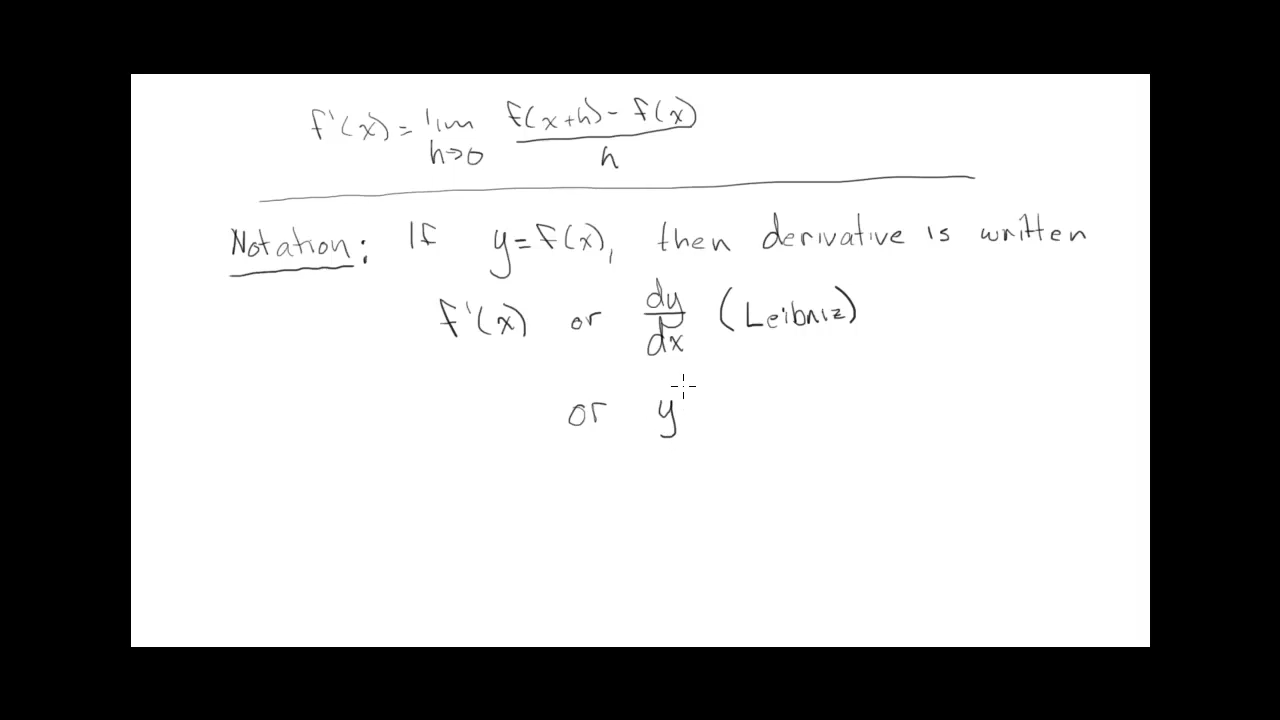 f'(x) = lim h→0 f(x+h) - f(x) / h
Notation: If y=f(x), then derivative is written
f'(x) or dy/dx (Leibniz)
or y